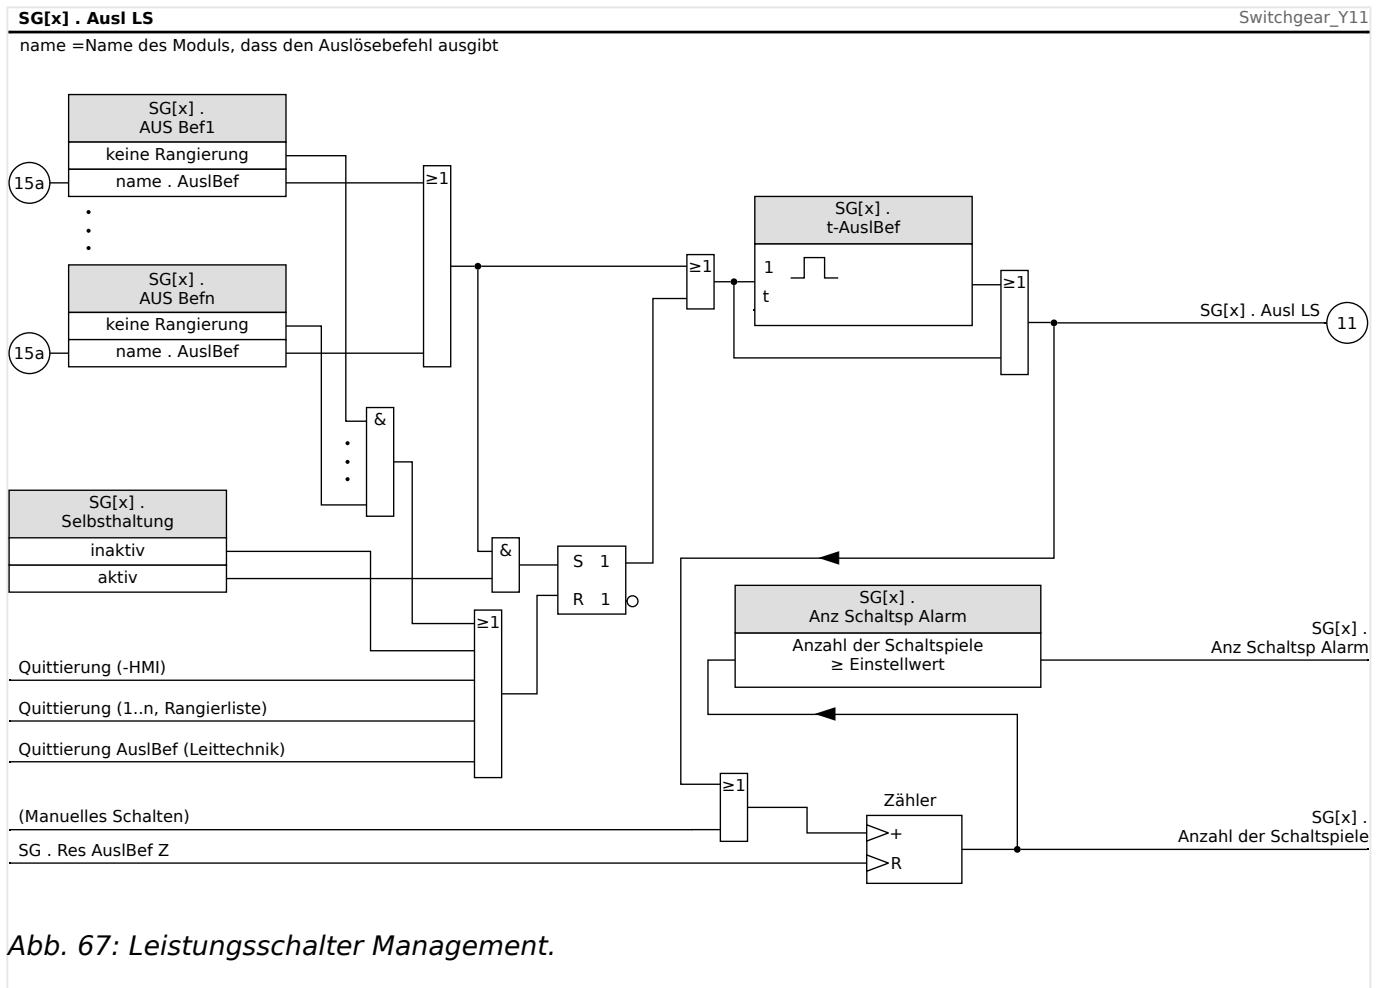 SG[x] . Ausl LS
Switchgear_Y11
name =Name des Moduls, dass den Auslösebefehl ausgibt
SG[x] .
AUS Bef1
keine Rangierung
15a
name . AuslBef
≥1
SG[x] .
t-AuslBef
1
t
≥1
≥1
SG[x] . Ausl LS
11
SG[x] .
AUS Befn
keine Rangierung
15a
name . AuslBef
&
SG[x] .
Selbsthaltung
inaktiv
aktiv
&
S 1
R 1
≥1
SG[x] .
Anz Schaltsp Alarm
Anzahl der Schaltspiele
≥ Einstellwert
SG[x] .
Anz Schaltsp Alarm
Quittierung (-HMI)
Quittierung (1..n, Rangierliste)
Quittierung AuslBef (Leittechnik)
≥1
Zähler
(Manuelles Schalten)
+
SG[x] .
Anzahl der Schaltspiele
SG . Res AuslBef Z
R
Abb. 67: Leistungsschalter Management.